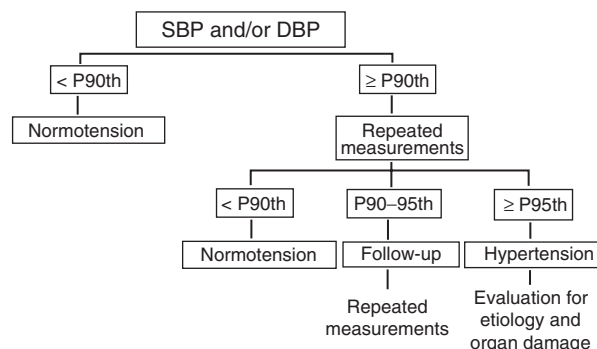 SBP and/or DBP
< P90th
≥ P90th
Normotension
Repeated
measurements
< P90th
P90–95th
≥ P95th
Normotension
Follow-up
Hypertension
Repeated
measurements
Evaluation for
etiology and
organ damage